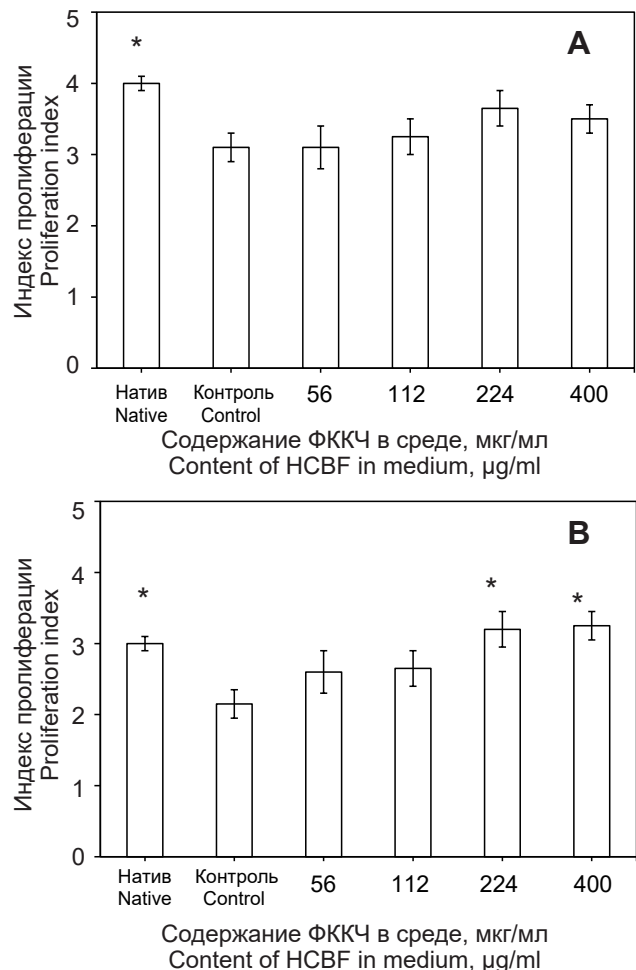 Индекс пролиферации
Proliferation index
5
4
3
2
1
0
*
A
Натив
Native
Контроль
Control
56
112
224
400
Содержание ФККЧ в среде, мкг/мл
Content of HCBF in medium, µg/ml
Индекс пролиферации
Proliferation index
5
4
3
2
1
0
*
*
*
B
Натив
Native
Контроль
Control
56
112
224
400
Содержание ФККЧ в среде, мкг/мл
Content of HCBF in medium, µg/ml